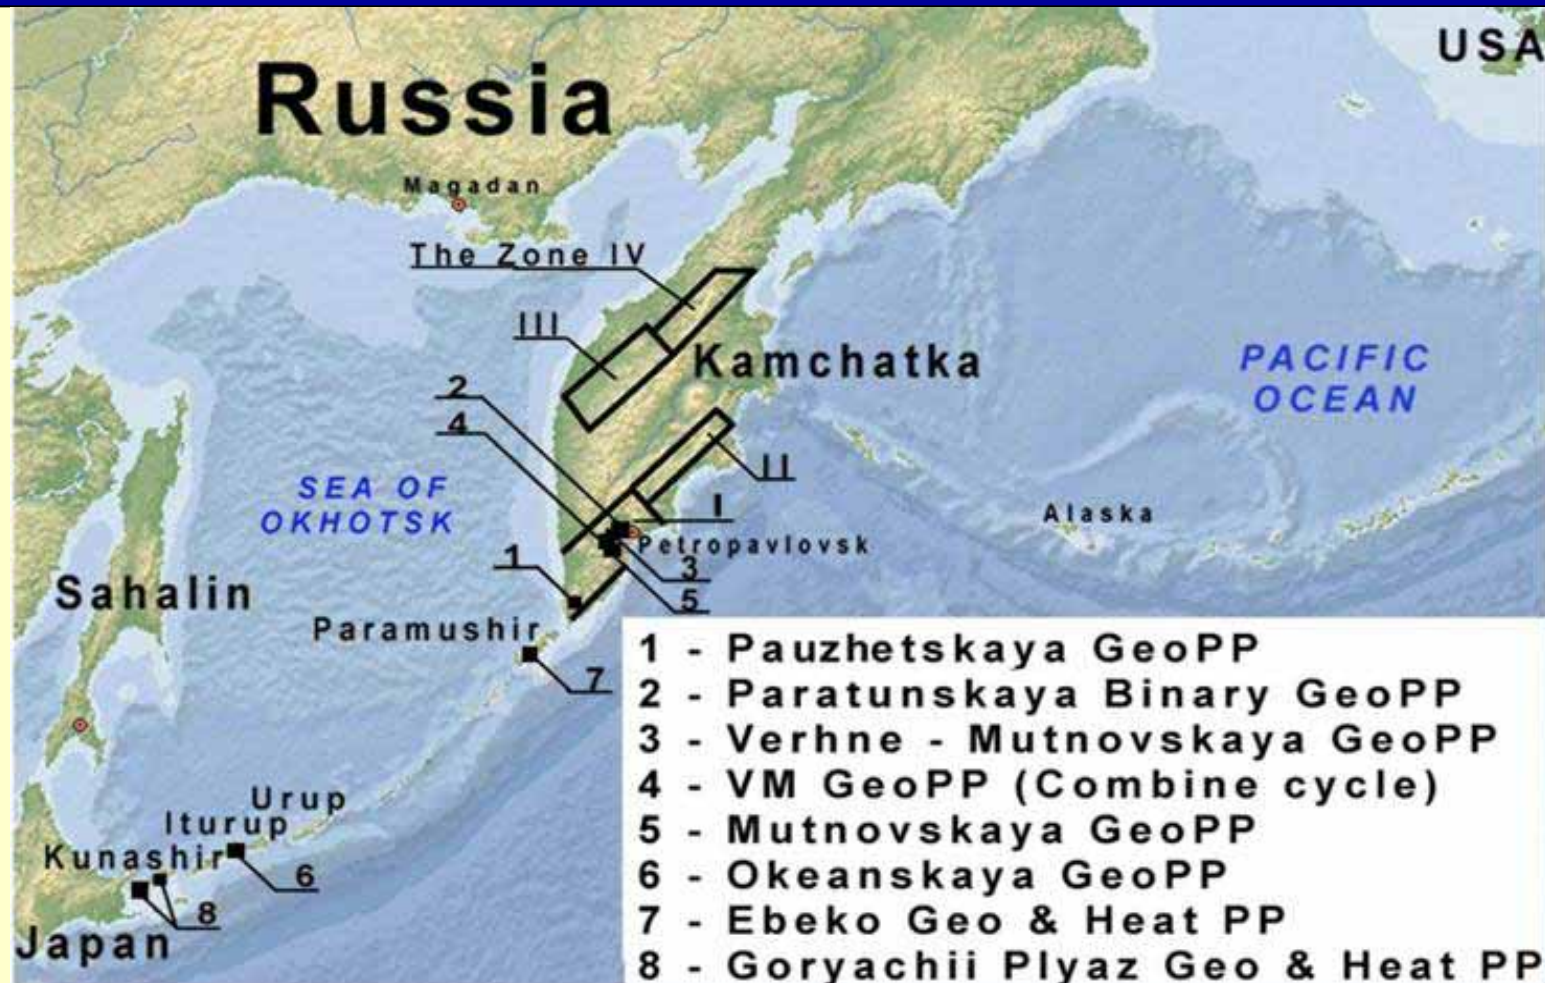 USA
Russia
Magadan
The Zone IV
III
Kamchatka
PACIFIC
OCEAN
2
4
II
SEA OF
OKHOTSK
I
Alaska
Petropavlovsk
1
3
5
Sahalin
Paramushir
7
Urup
Iturup
Kunashir
6
8
Japan
1 - Pauzhetskaya GeoPP
2 - Paratunskaya Binary GeoPP
3 - Verhne - Mutnovskaya GeoPP
4 - VM GeoPP (Combine cycle)
5 - Mutnovskaya GeoPP
6 - Okeanskaya GeoPP
7 - Ebeko Geo & Heat PP
8 - Goryachii Plyaz Geo & Heat PP